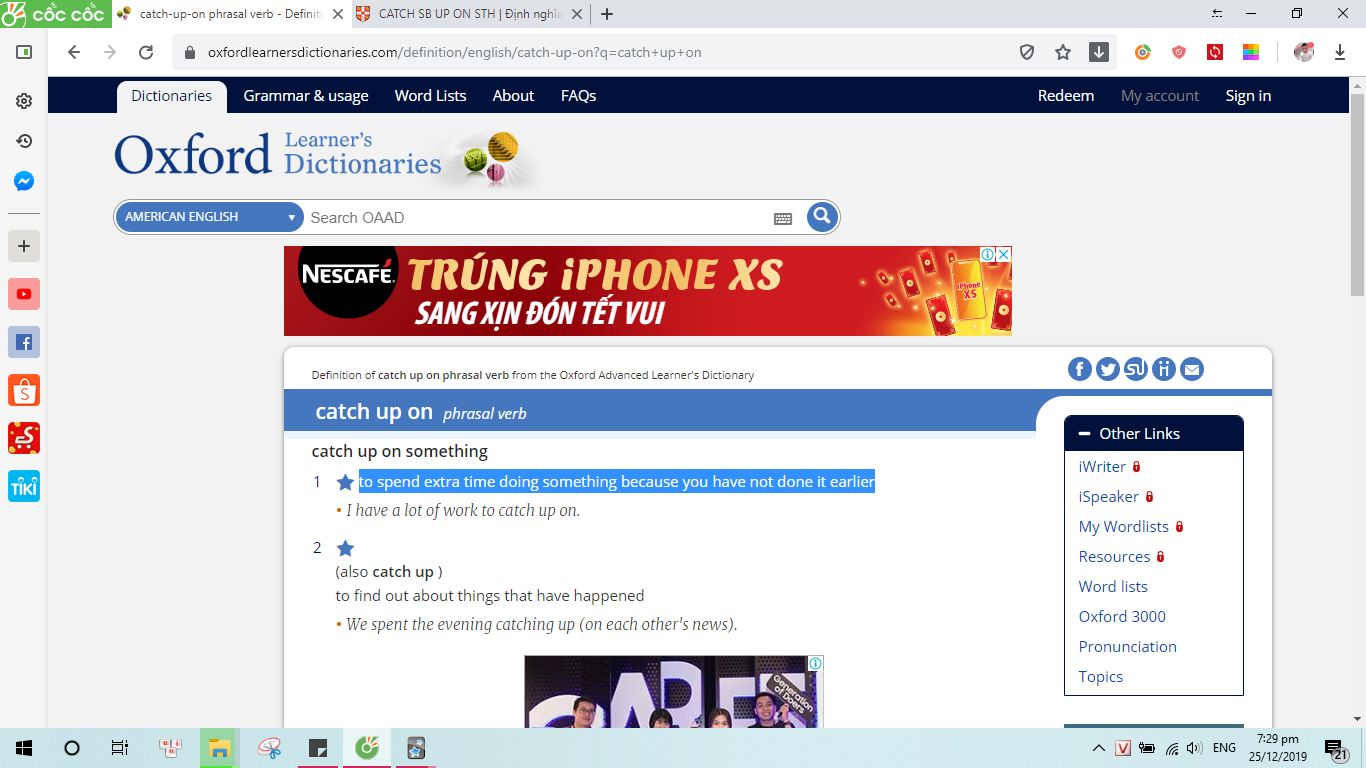 CỐC CỐC
catch-up-on phrasal verb - Definit
CATCH SB UP ON STH | Định nghĩa
oxfordlearnersdictionaries.com/definition/english/catch-up-on?q=catch+up+on
Dictionaries Grammar & usage Word Lists About FAQs Redeem My account Sign in
Oxford Learner's Dictionaries
AMERICAN ENGLISH Search OAAD
NESCAFÉ. TRÚNG iPHONE XS
SANG XỊN ĐÓN TẾT VUI
iPhone XS
Definition of catch up on phrasal verb from the Oxford Advanced Learner's Dictionary
catch up on phrasal verb
catch up on something
1 to spend extra time doing something because you have not done it earlier
• I have a lot of work to catch up on.
2
(also catch up )
to find out about things that have happened
• We spent the evening catching up (on each other's news).
Other Links
iWriter
iSpeaker
My Wordlists
Resources
Word lists
Oxford 3000
Pronunciation
Topics
Generation of Doers
TIKI
ENG
7:29 pm
25/12/2019
21